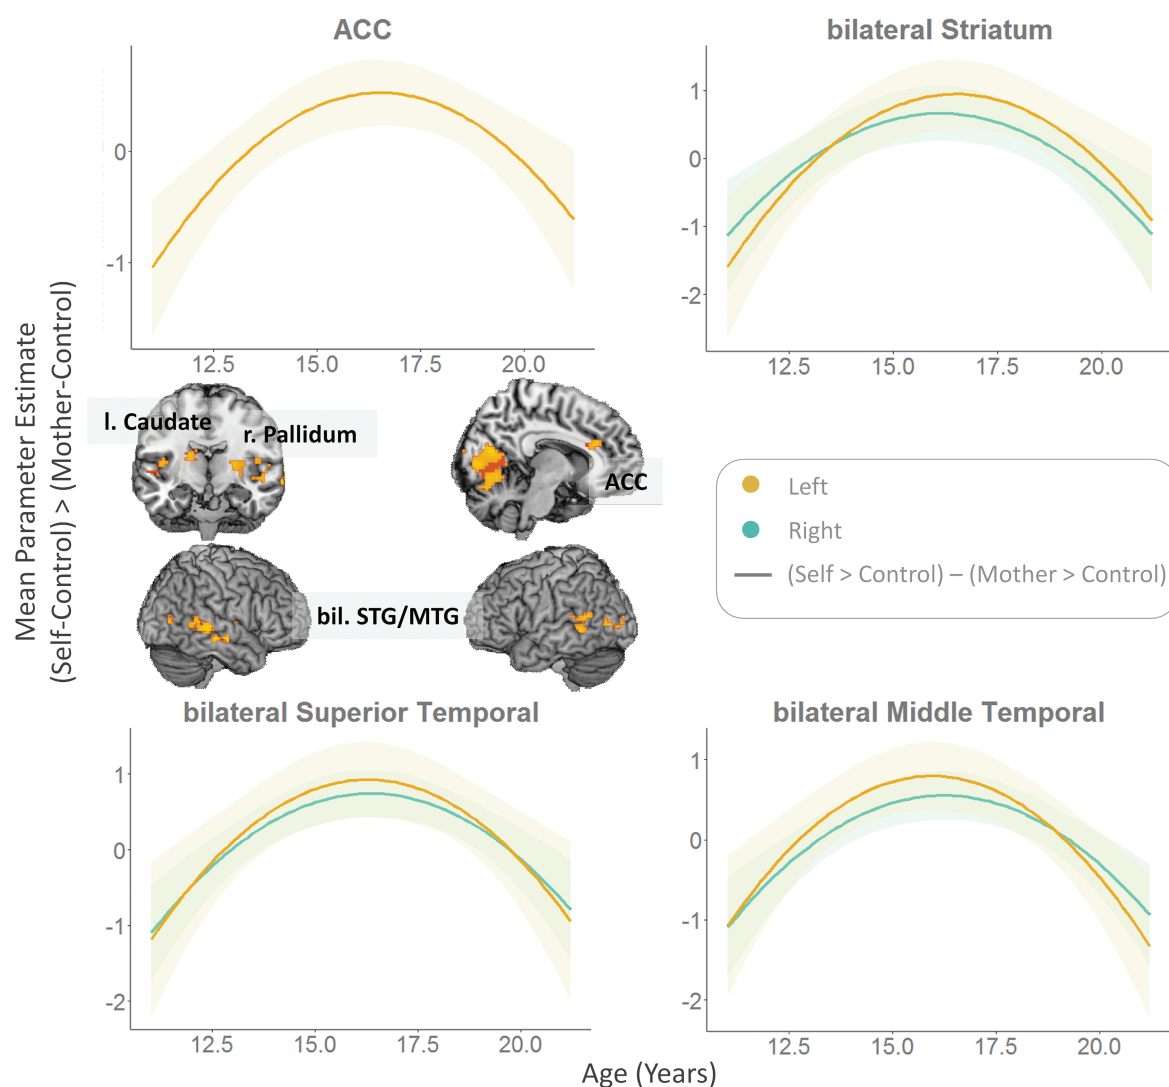 ACC
bilateral Striatum
0
-1
1
0
-1
-2
12.5 15.0 17.5 20.0
12.5 15.0 17.5 20.0
Mean Parameter Estimate
(Self-Control) > (Mother-Control)
l. Caudate
r. Pallidum
ACC
bil. STG/MTG
Left
Right
(Self > Control) – (Mother > Control)
bilateral Superior Temporal
bilateral Middle Temporal
1
0
-1
-2
1
0
-1
-2
12.5 15.0 17.5 20.0
12.5 15.0 17.5 20.0
Age (Years)